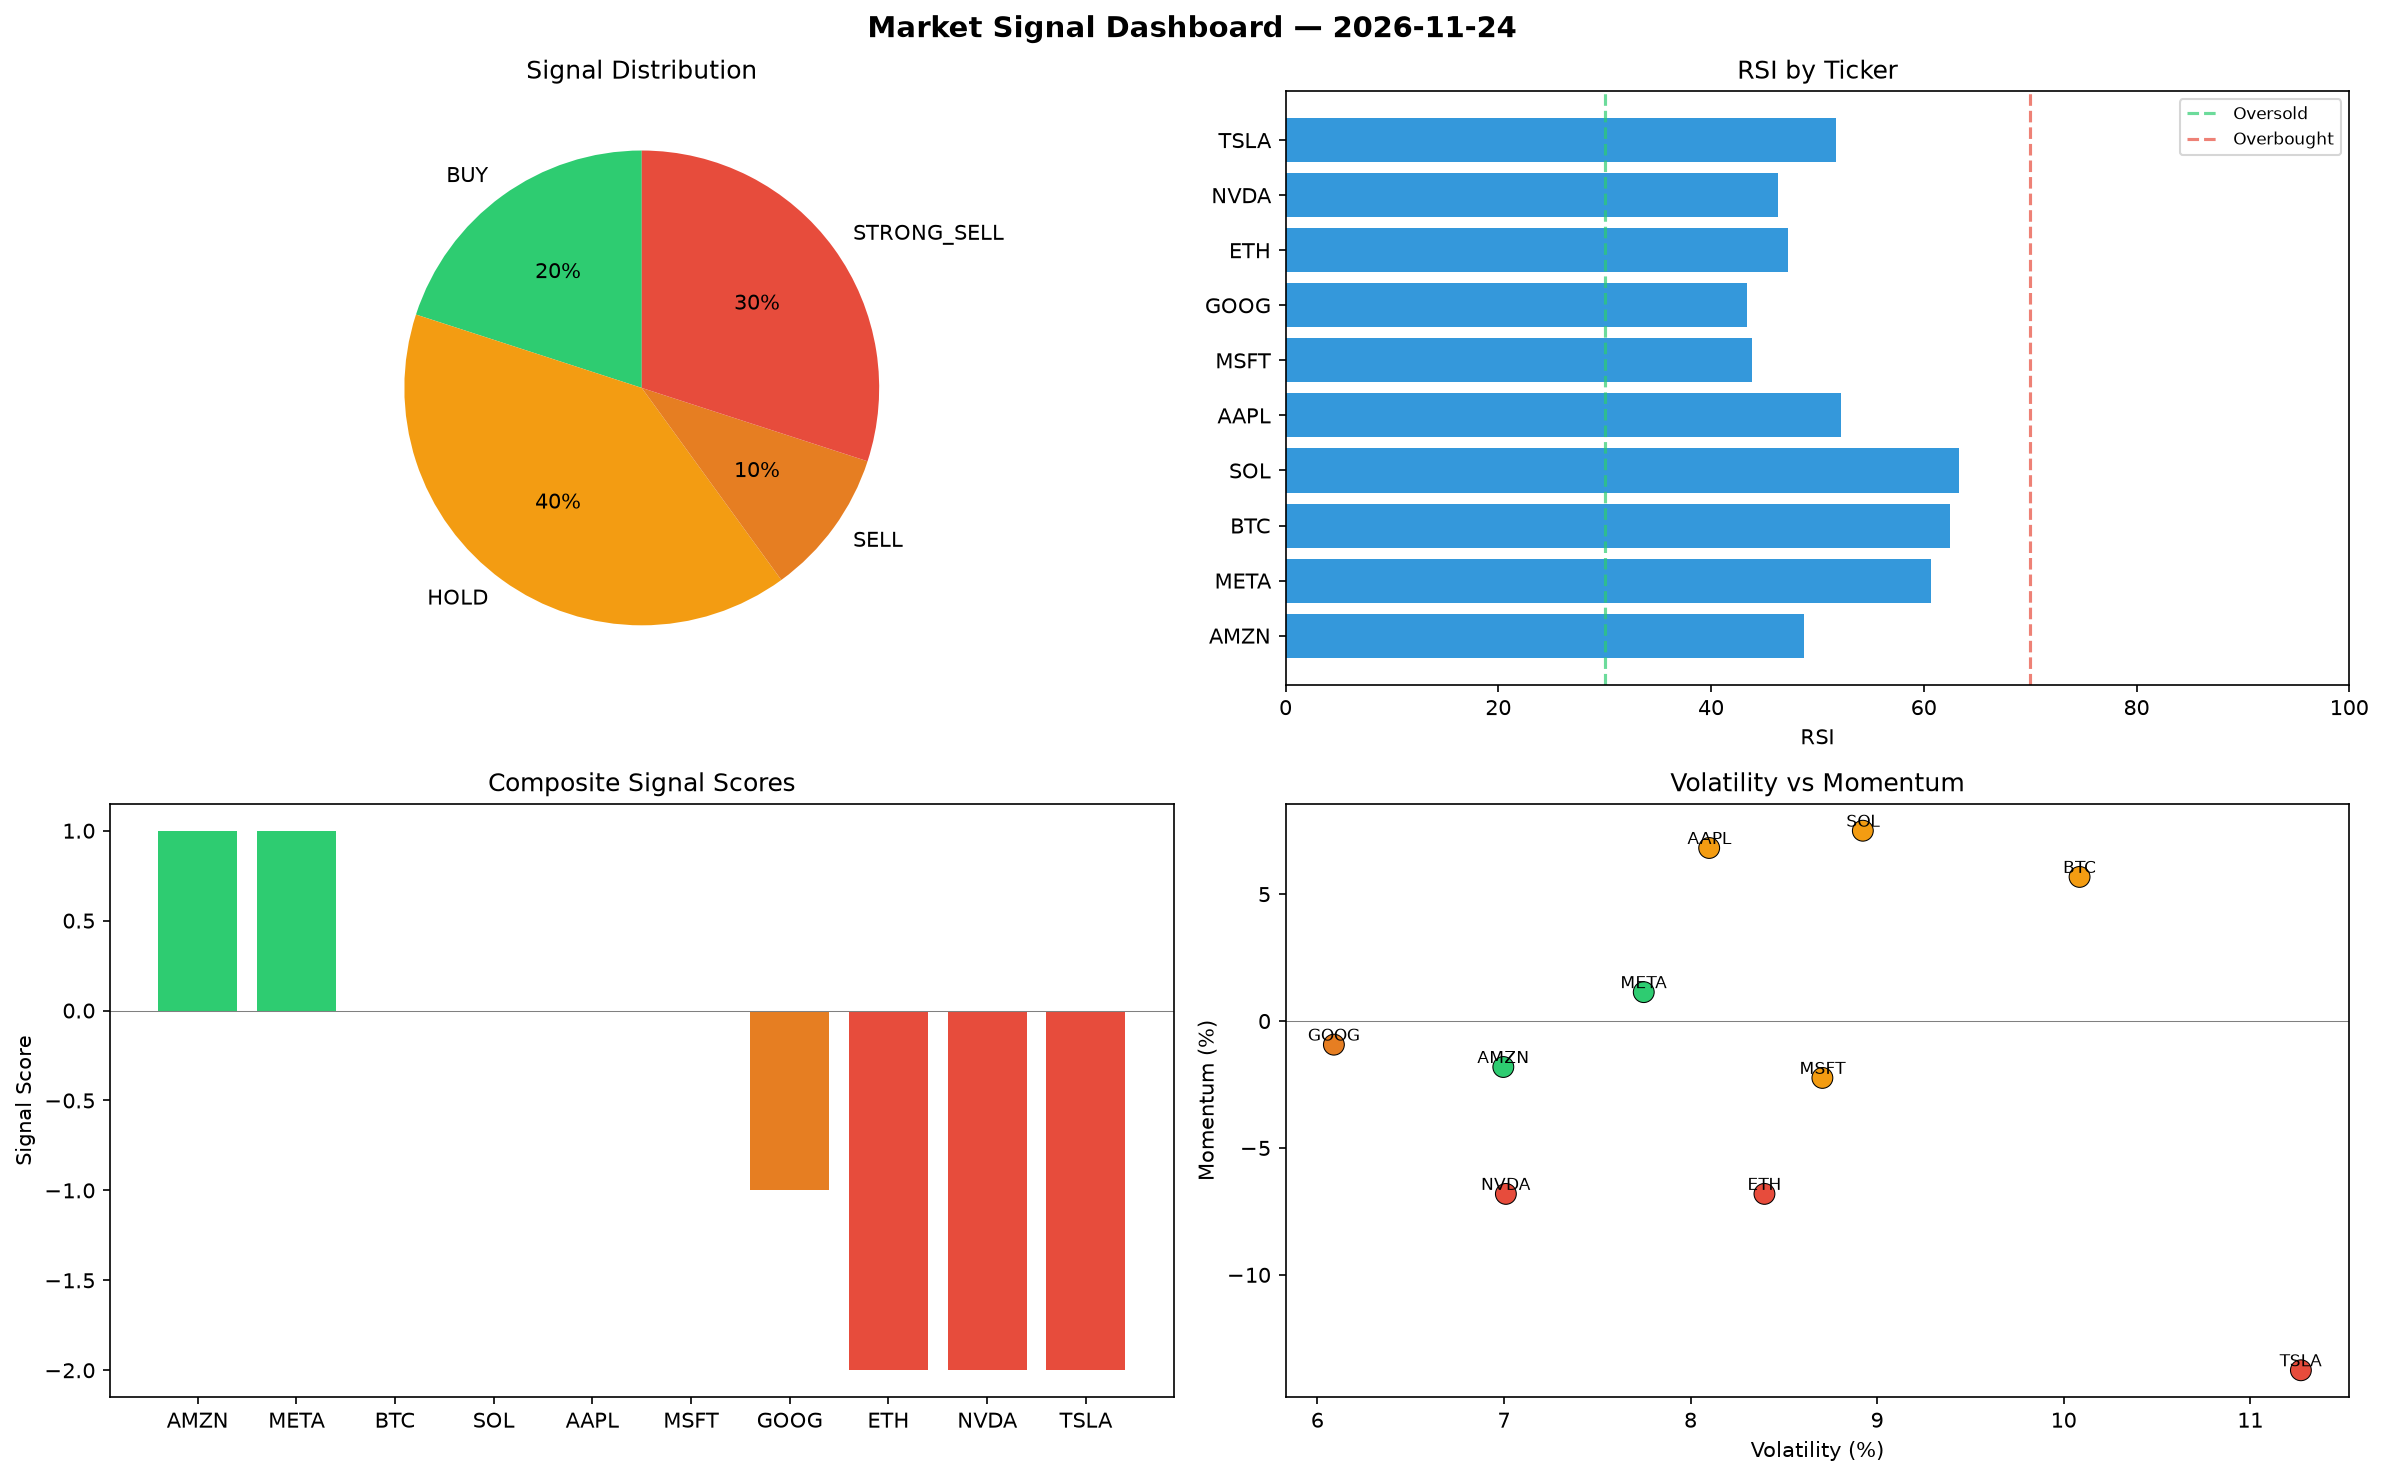 Market Signal Dashboard — 2026-11-24
Signal Distribution
BUY
STRONG_SELL
20%
30%
10%
40%
SELL
HOLD
RSI by Ticker
Oversold
Overbought
TSLA
NVDA
ETH
GOOG
MSFT
AAPL
SOL
BTC
META
AMZN
0 20 40 60 80 100
RSI
Composite Signal Scores
Signal Score
1.0
0.5
0.0
−0.5
−1.0
−1.5
−2.0
AMZN META BTC SOL AAPL MSFT GOOG ETH NVDA TSLA
Volatility vs Momentum
Momentum (%)
5
0
−5
−10
SOL
AAPL
BTC
META
GOOG
AMZN
MSFT
NVDA
ETH
TSLA
6 7 8 9 10 11
Volatility (%)